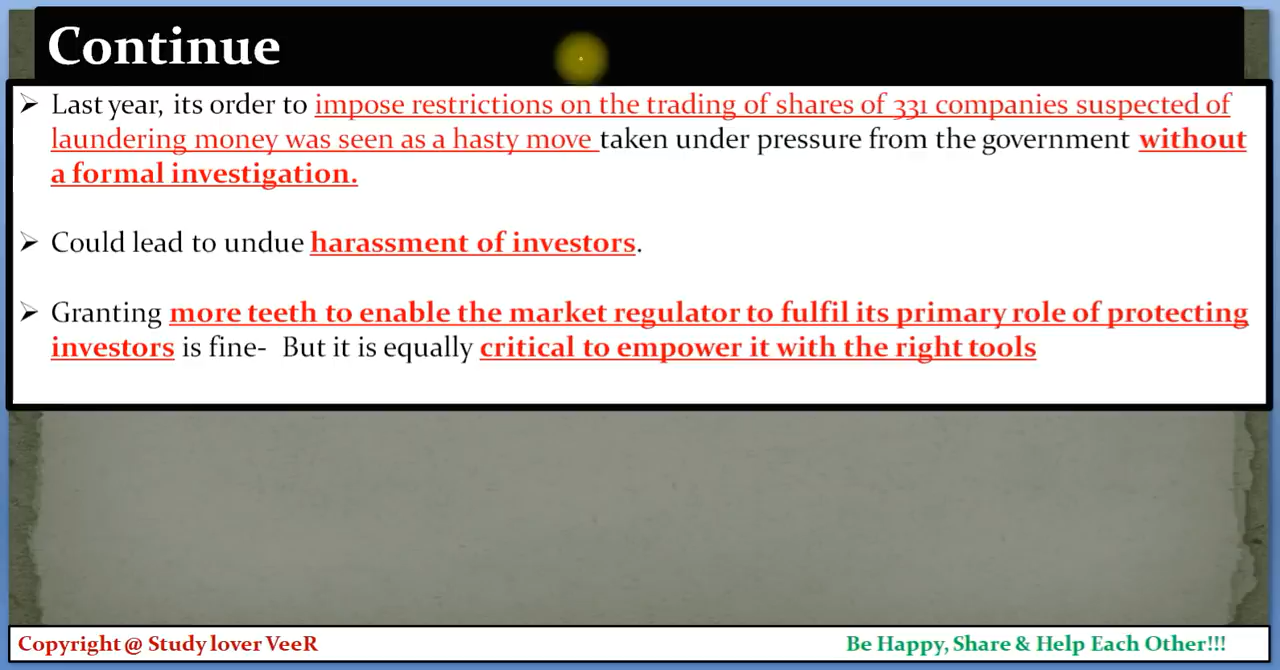 Continue
➢ Last year, its order to impose restrictions on the trading of shares of 331 companies suspected of
laundering money was seen as a hasty move taken under pressure from the government without
a formal investigation.
➢ Could lead to undue harassment of investors.
➢ Granting more teeth to enable the market regulator to fulfil its primary role of protecting
investors is fine- But it is equally critical to empower it with the right tools
Copyright @ Study lover VeeR
Be Happy, Share & Help Each Other!!!